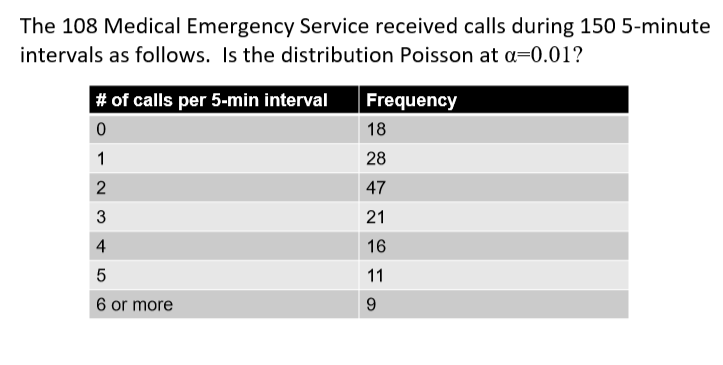 The 108 Medical Emergency Service received calls during 150 5-minute
intervals as follows.  Is the distribution Poisson at α=0.01?
# of calls per 5-min interval Frequency
0 18
1 28
2 47
3 21
4 16
5 11
6 or more 9